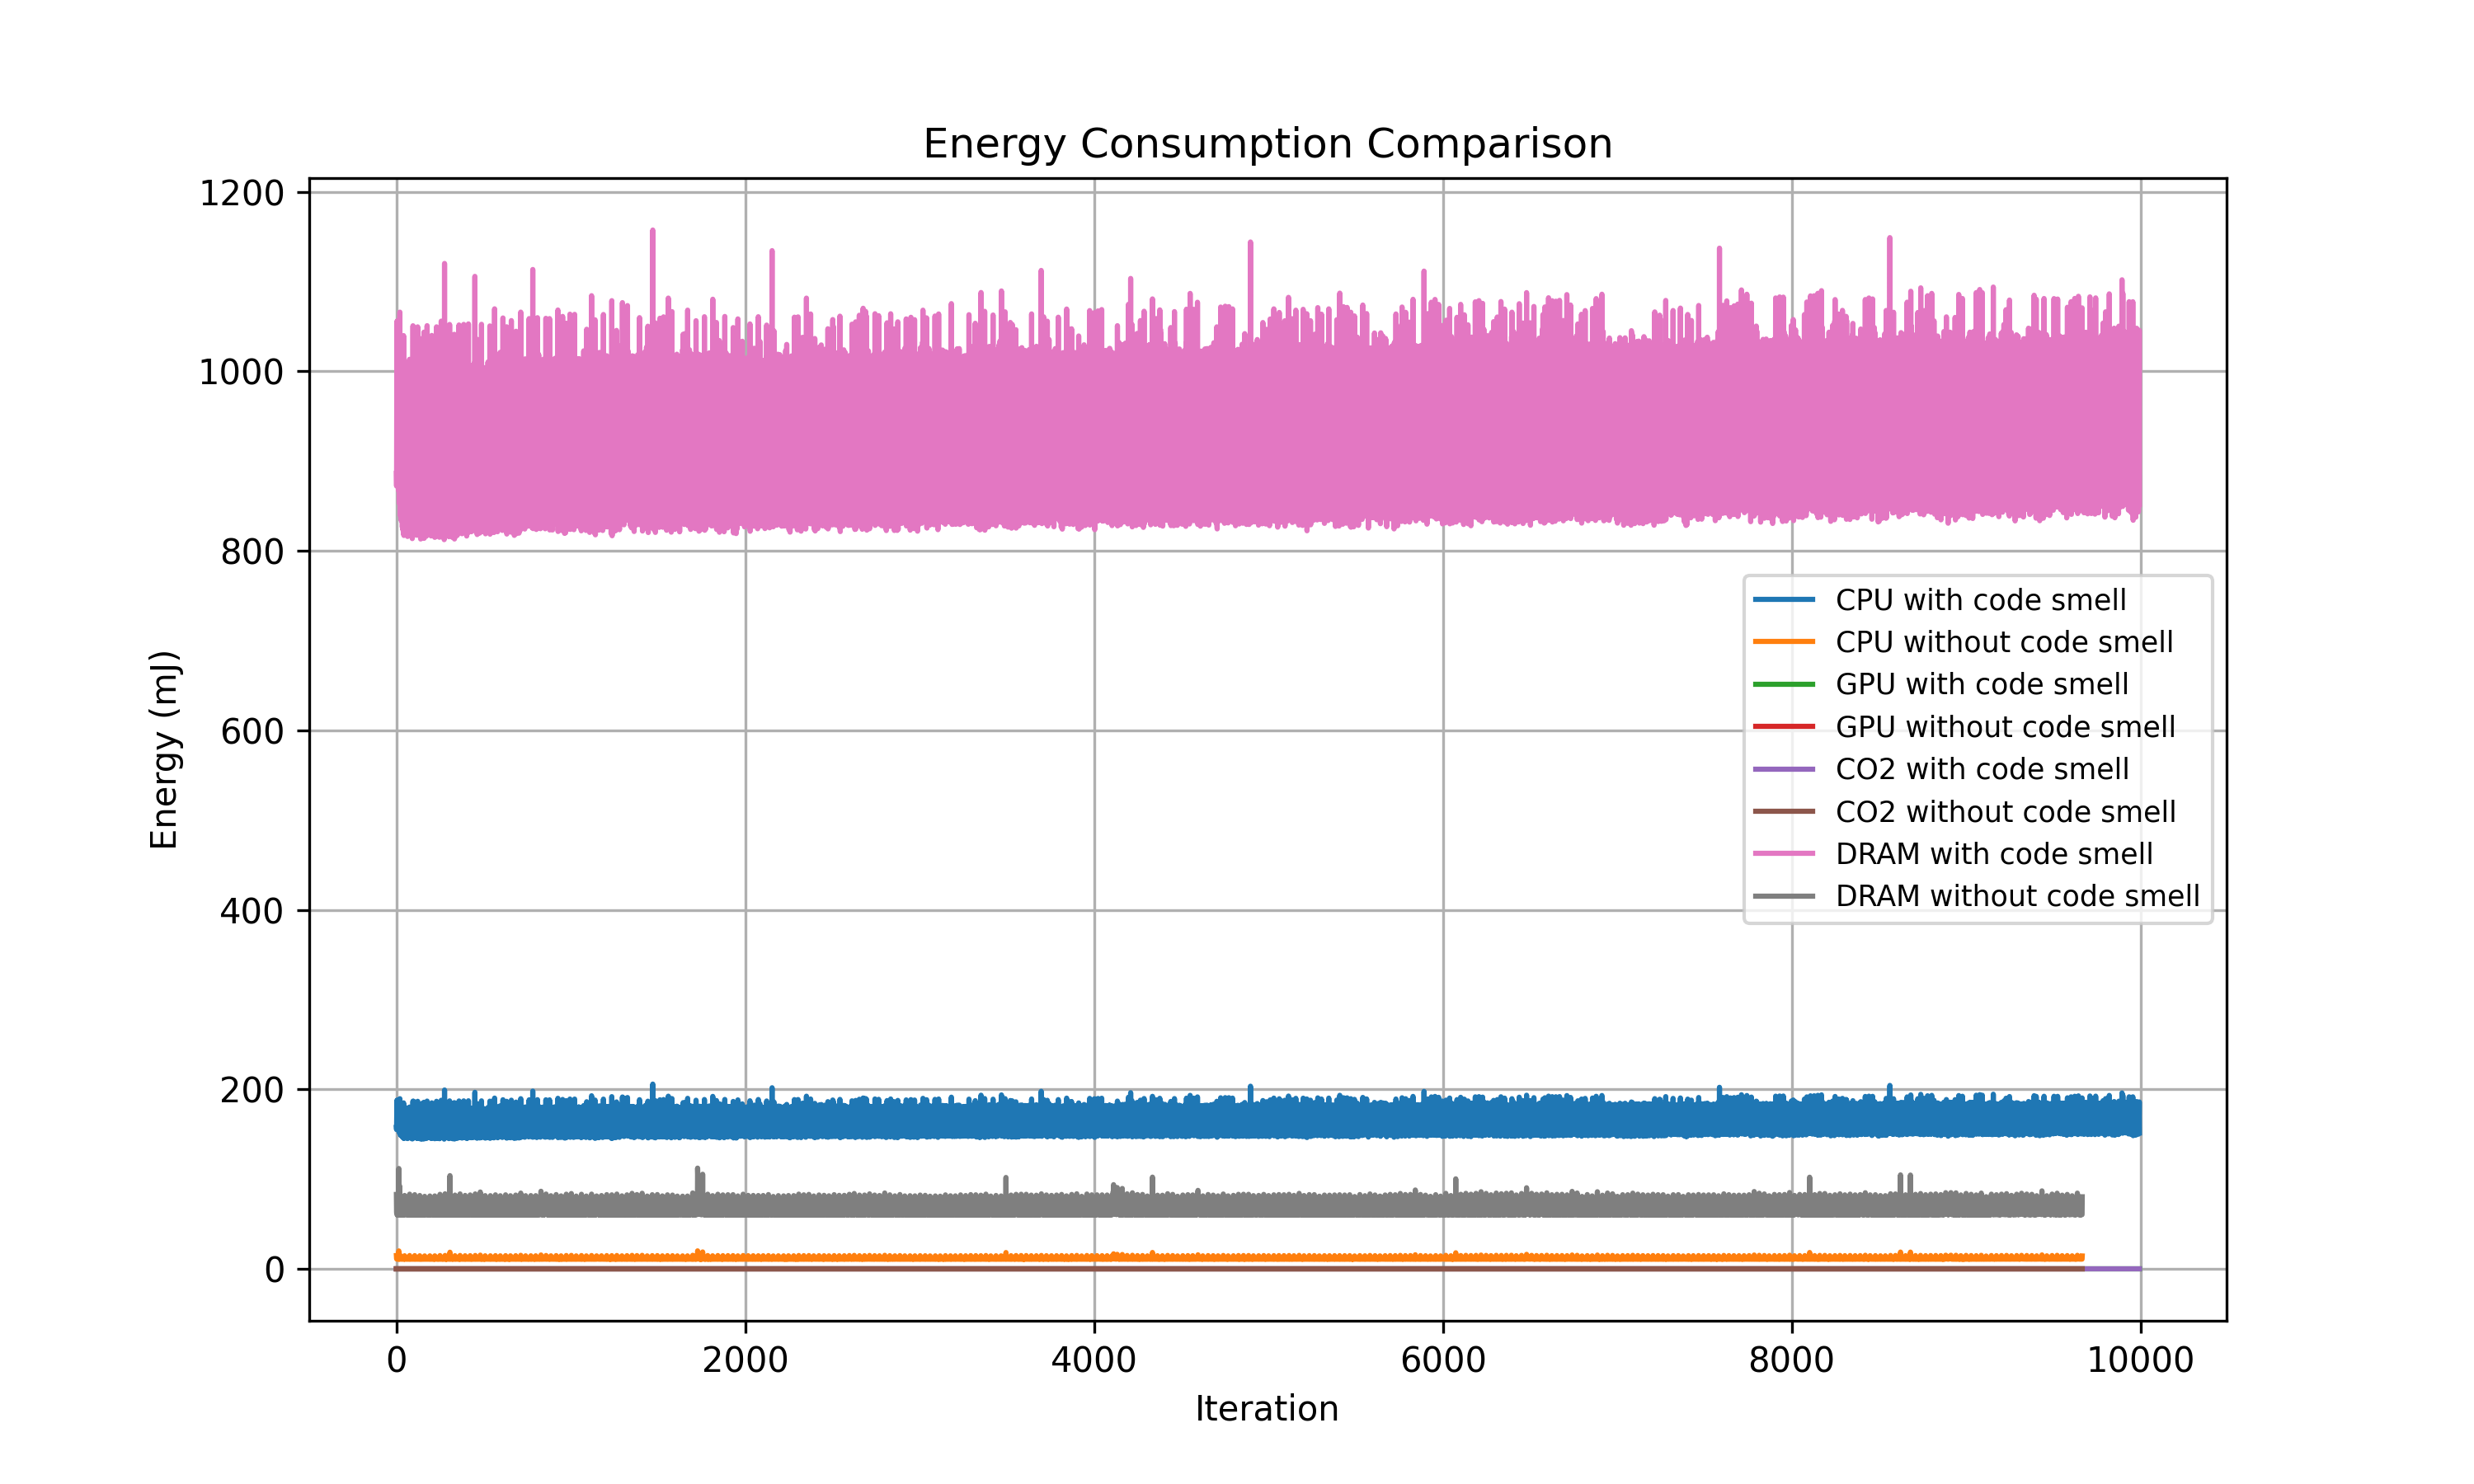 Energy Consumption Comparison
1200
1000
800
600
400
200
0
Energy (mJ)
CPU with code smell
CPU without code smell
GPU with code smell
GPU without code smell
CO2 with code smell
CO2 without code smell
DRAM with code smell
DRAM without code smell
0 2000 4000 6000 8000 10000
Iteration